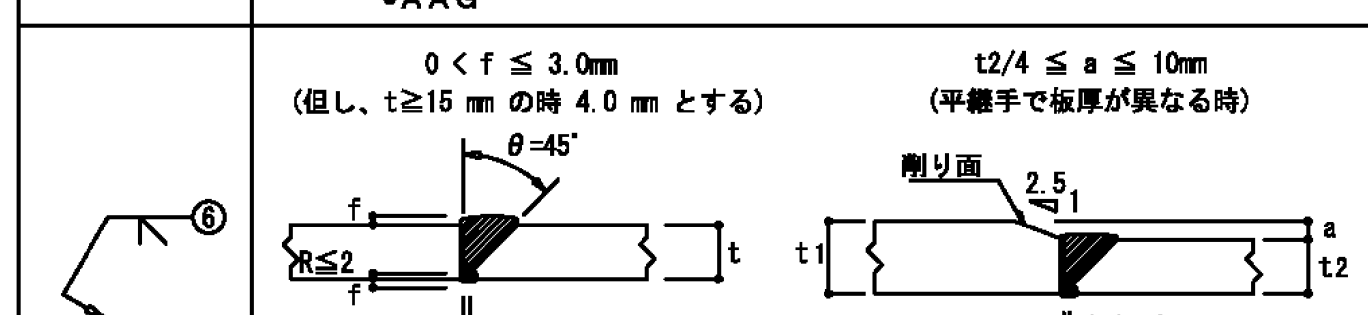 0 < f ≦ 3.0mm
(但し、t≧15 mm の時 4.0 mm とする)
θ=45°
f
R≦2
f
t
⑥
t2/4 ≦ a ≦ 10mm
(平継手で板厚が異なる時)
削り面
2.5
1
a
t1
t2